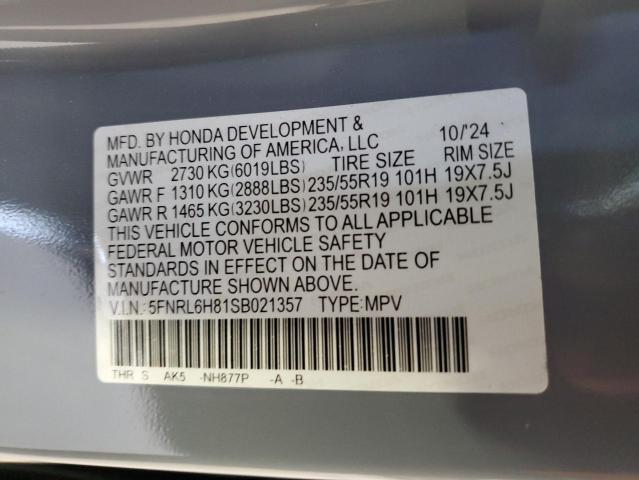 MFD. BY HONDA DEVELOPMENT & 
MANUFACTURING OF AMERICA, LLC 10/'24
GVWR 2730 KG(6019LBS) TIRE SIZE RIM SIZE
GAWR F 1310 KG(2888LBS) 235/55R19 101H 19X7.5J
GAWR R 1465 KG(3230LBS) 235/55R19 101H 19X7.5J
THIS VEHICLE CONFORMS TO ALL APPLICABLE
FEDERAL MOTOR VEHICLE SAFETY
STANDARDS IN EFFECT ON THE DATE OF
MANUFACTURE SHOWN ABOVE.
V.I.N.: 5FNRL6H81SB021357 TYPE:MPV
THR S AK5 -NH877P -A -B